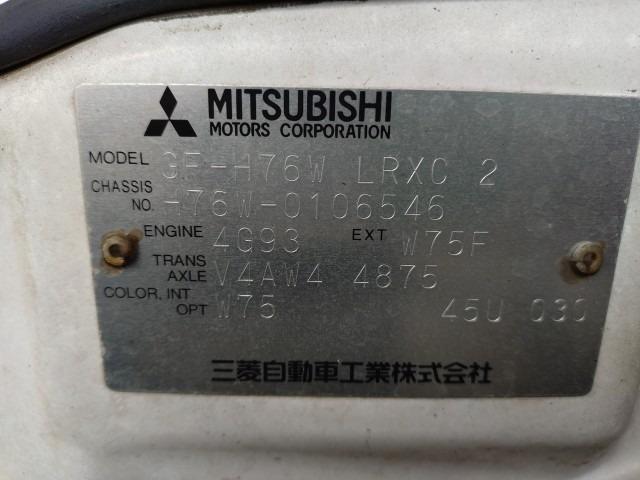 MITSUBISHI
MOTORS CORPORATION
MODEL GF-H76W LRXC 2
CHASSIS NO. H76W-0106546
ENGINE 4G93 EXT W75F
TRANS AXLE V4AW4 4875
COLOR, INT OPT W75 45U 030
三菱自動車工業株式会社